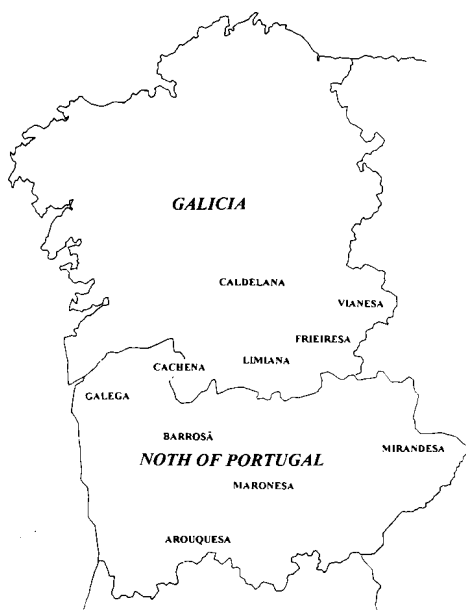 GALICIA
CALDELANA
VIANESA
FRIEIRESA
LIMIANA
CACHENA
GALEGA
BARROSÃ
MIRANDESA
NOTH OF PORTUGAL
MARONESA
AROUQUESA